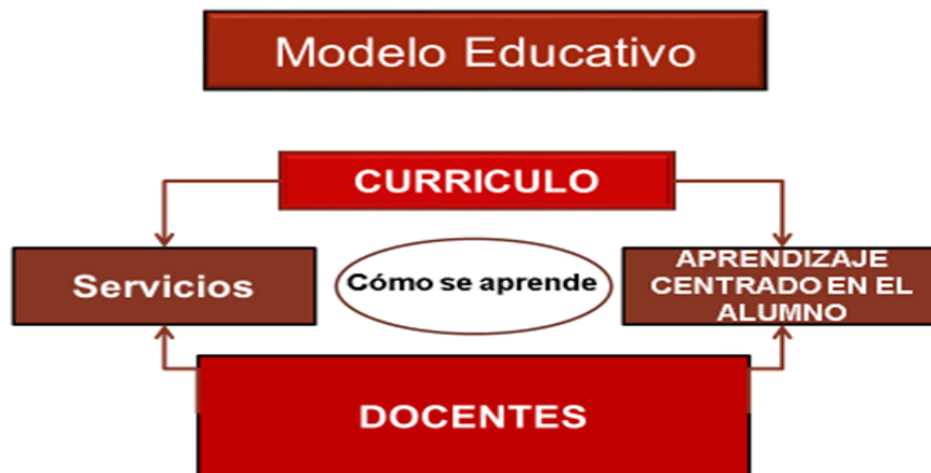 Modelo Educativo
CURRICULO
Servicios
Cómo se aprende
APRENDIZAJE
CENTRADO EN EL
ALUMNO
DOCENTES